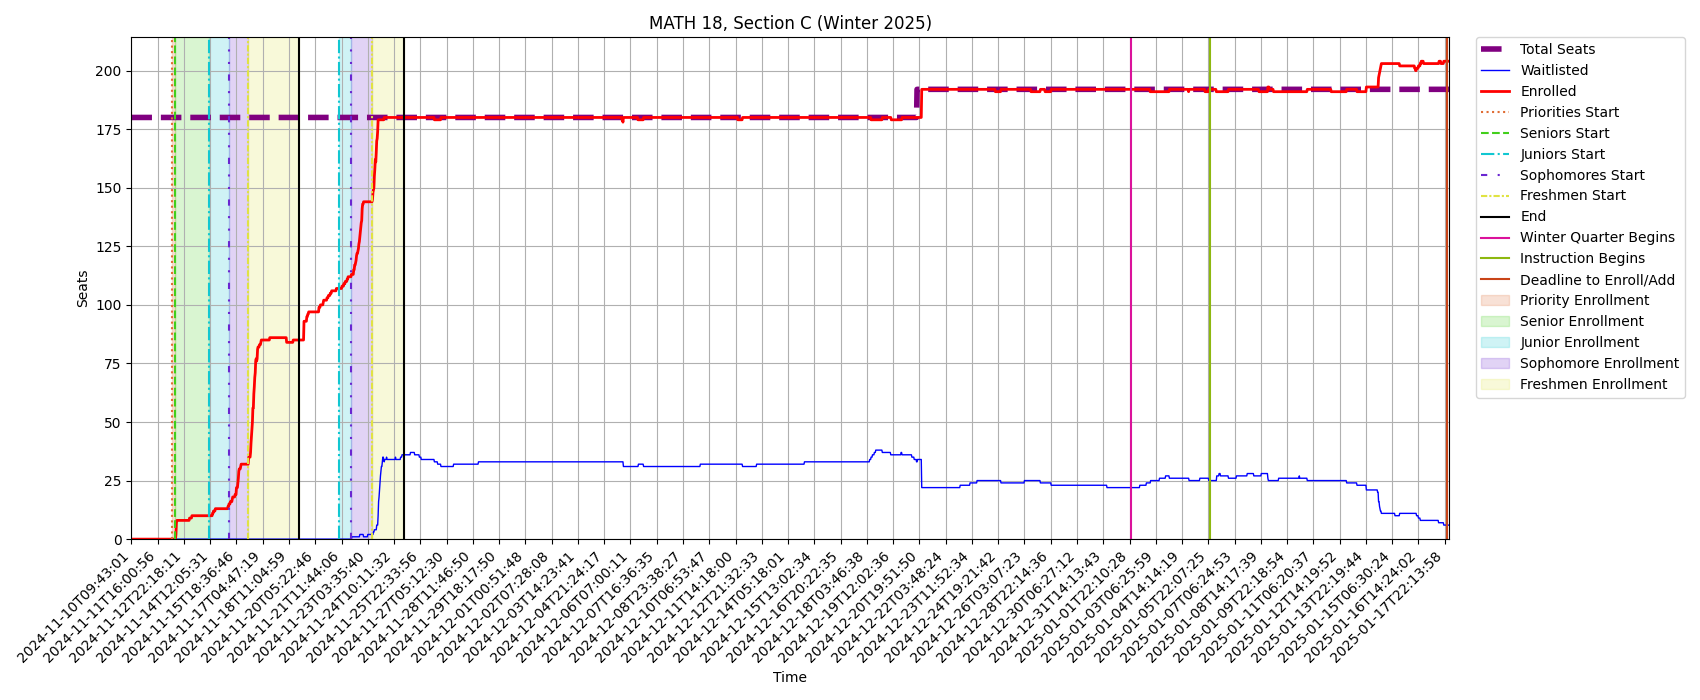 MATH 18, Section C (Winter 2025)
Seats
200
175
150
125
100
75
50
25
0
2024-11-10T09:43:01
2024-11-11T16:00:56
2024-11-12T22:18:11
2024-11-14T12:05:31
2024-11-15T18:36:46
2024-11-17T04:47:19
2024-11-18T11:04:59
2024-11-20T05:22:46
2024-11-21T11:44:06
2024-11-23T03:35:40
2024-11-24T10:11:32
2024-11-25T22:33:56
2024-11-27T05:12:30
2024-11-28T11:46:50
2024-11-29T18:17:50
2024-12-01T00:51:48
2024-12-02T07:28:08
2024-12-03T14:23:41
2024-12-04T21:24:17
2024-12-06T07:00:11
2024-12-07T16:36:35
2024-12-08T23:38:27
2024-12-10T06:53:47
2024-12-11T14:18:00
2024-12-12T21:32:33
2024-12-14T05:18:01
2024-12-15T13:02:34
2024-12-16T20:22:35
2024-12-18T03:46:38
2024-12-19T12:02:36
2024-12-20T19:51:50
2024-12-22T03:48:24
2024-12-23T11:52:34
2024-12-24T19:21:42
2024-12-26T03:07:23
2024-12-28T22:14:36
2024-12-30T06:27:12
2024-12-31T14:13:43
2025-01-01T22:10:28
2025-01-03T06:25:59
2025-01-04T14:14:19
2025-01-05T22:07:25
2025-01-07T06:24:53
2025-01-08T14:17:39
2025-01-09T22:18:54
2025-01-11T06:20:37
2025-01-12T14:19:52
2025-01-13T22:19:44
2025-01-15T06:30:24
2025-01-16T14:24:02
2025-01-17T22:13:58
Time
Total Seats
Waitlisted
Enrolled
Priorities Start
Seniors Start
Juniors Start
Sophomores Start
Freshmen Start
End
Winter Quarter Begins
Instruction Begins
Deadline to Enroll/Add
Priority Enrollment
Senior Enrollment
Junior Enrollment
Sophomore Enrollment
Freshmen Enrollment